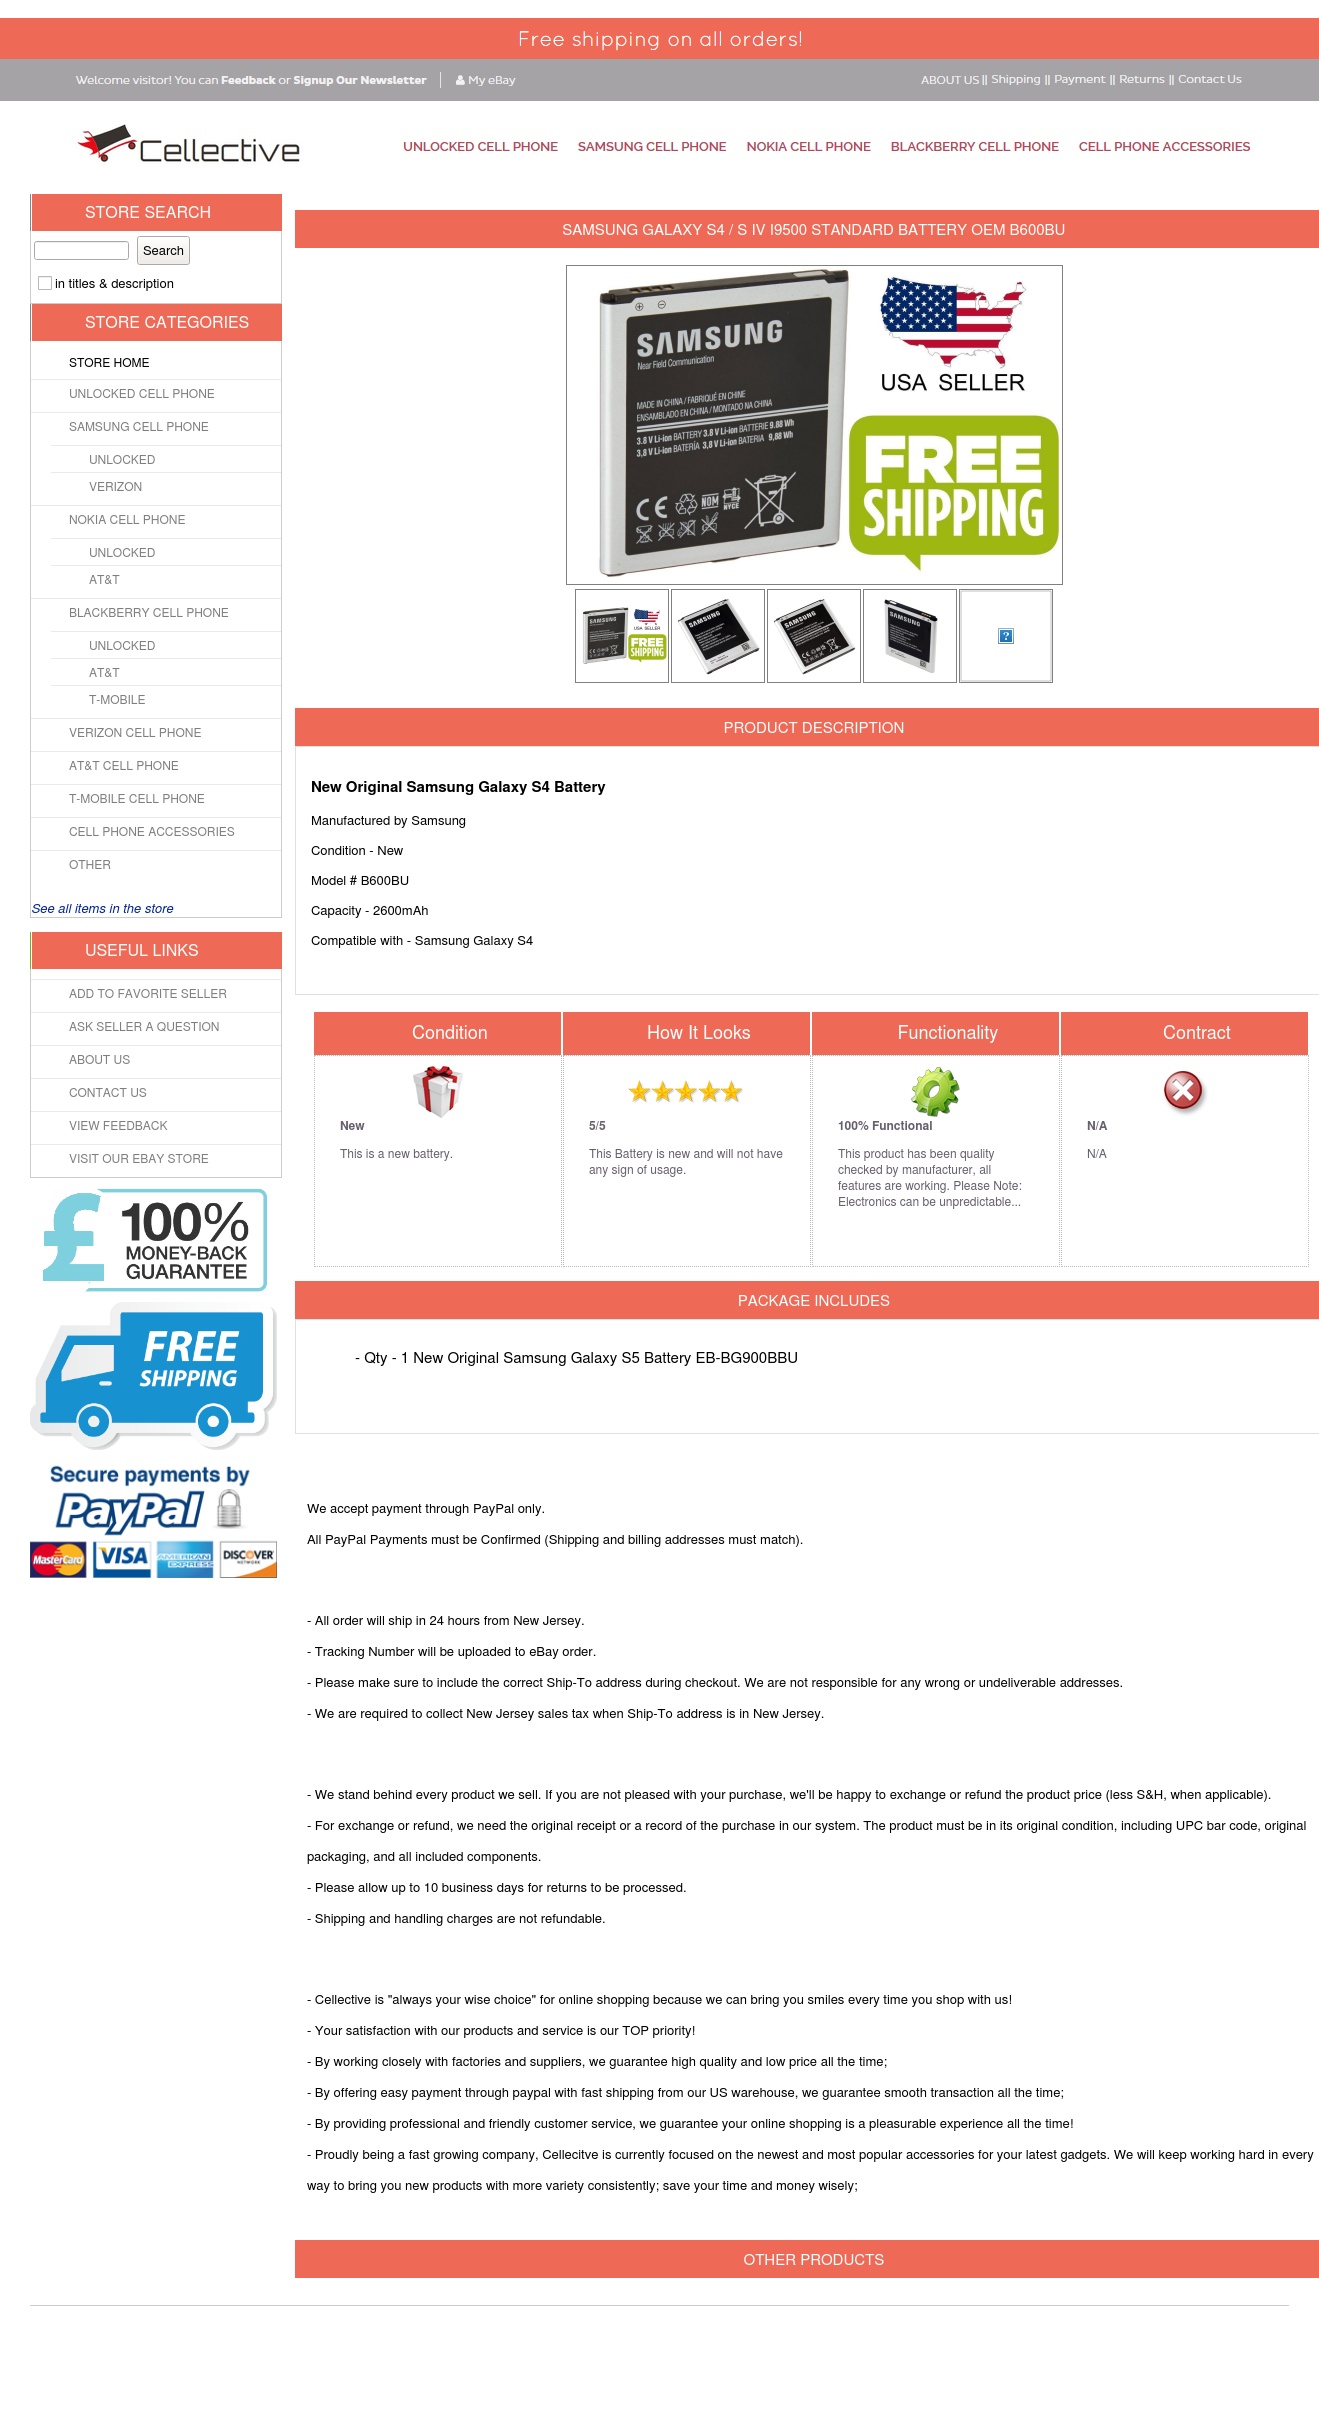 Free shipping on all orders!
Welcome visitor! You can Feedback or Signup Our Newsletter | My eBay
ABOUT US || Shipping || Payment || Returns || Contact Us
Cellective
UNLOCKED CELL PHONE SAMSUNG CELL PHONE NOKIA CELL PHONE BLACKBERRY CELL PHONE CELL PHONE ACCESSORIES
STORE SEARCH
Search
in titles & description
STORE CATEGORIES
STORE HOME
UNLOCKED CELL PHONE
SAMSUNG CELL PHONE
UNLOCKED
VERIZON
NOKIA CELL PHONE
UNLOCKED
AT&T
BLACKBERRY CELL PHONE
UNLOCKED
AT&T
T-MOBILE
VERIZON CELL PHONE
AT&T CELL PHONE
T-MOBILE CELL PHONE
CELL PHONE ACCESSORIES
OTHER
See all items in the store
USEFUL LINKS
ADD TO FAVORITE SELLER
ASK SELLER A QUESTION
ABOUT US
CONTACT US
VIEW FEEDBACK
VISIT OUR EBAY STORE
£ 100%
MONEY-BACK
GUARANTEE
FREE
SHIPPING
Secure payments by
PayPal
MasterCard VISA AMERICAN EXPRESS DISCOVER NETWORK
SAMSUNG GALAXY S4 / S IV I9500 STANDARD BATTERY OEM B600BU
SAMSUNG
Near Field Communication
MADE IN CHINA / FABRIQUÉ EN CHINE
ENSAMBLADO EN CHINA / MONTADO NA CHINA
3.8 V Li-ion BATTERY 3.8 V Li-ion BATTERIE 9.88 Wh
3,8 V Li-ion BATERÍA 3,8 V Li-ion BATERIA 9,88 Wh
CE NOM NYCE
USA SELLER
FREE
SHIPPING
SAMSUNG
USA SELLER
FREE
SHIPPING
SAMSUNG
SAMSUNG
SAMSUNG
?
PRODUCT DESCRIPTION
New Original Samsung Galaxy S4 Battery
Manufactured by Samsung
Condition - New
Model # B600BU
Capacity - 2600mAh
Compatible with - Samsung Galaxy S4
Condition
New
This is a new battery.
How It Looks
5/5
This Battery is new and will not have
any sign of usage.
Functionality
100% Functional
This product has been quality
checked by manufacturer, all
features are working. Please Note:
Electronics can be unpredictable...
Contract
N/A
N/A
PACKAGE INCLUDES
- Qty - 1 New Original Samsung Galaxy S5 Battery EB-BG900BBU
We accept payment through PayPal only.
All PayPal Payments must be Confirmed (Shipping and billing addresses must match).
- All order will ship in 24 hours from New Jersey.
- Tracking Number will be uploaded to eBay order.
- Please make sure to include the correct Ship-To address during checkout. We are not responsible for any wrong or undeliverable addresses.
- We are required to collect New Jersey sales tax when Ship-To address is in New Jersey.
- We stand behind every product we sell. If you are not pleased with your purchase, we'll be happy to exchange or refund the product price (less S&H, when applicable).
- For exchange or refund, we need the original receipt or a record of the purchase in our system. The product must be in its original condition, including UPC bar code, original
packaging, and all included components.
- Please allow up to 10 business days for returns to be processed.
- Shipping and handling charges are not refundable.
- Cellective is "always your wise choice" for online shopping because we can bring you smiles every time you shop with us!
- Your satisfaction with our products and service is our TOP priority!
- By working closely with factories and suppliers, we guarantee high quality and low price all the time;
- By offering easy payment through paypal with fast shipping from our US warehouse, we guarantee smooth transaction all the time;
- By providing professional and friendly customer service, we guarantee your online shopping is a pleasurable experience all the time!
- Proudly being a fast growing company, Cellecitve is currently focused on the newest and most popular accessories for your latest gadgets. We will keep working hard in every
way to bring you new products with more variety consistently; save your time and money wisely;
OTHER PRODUCTS